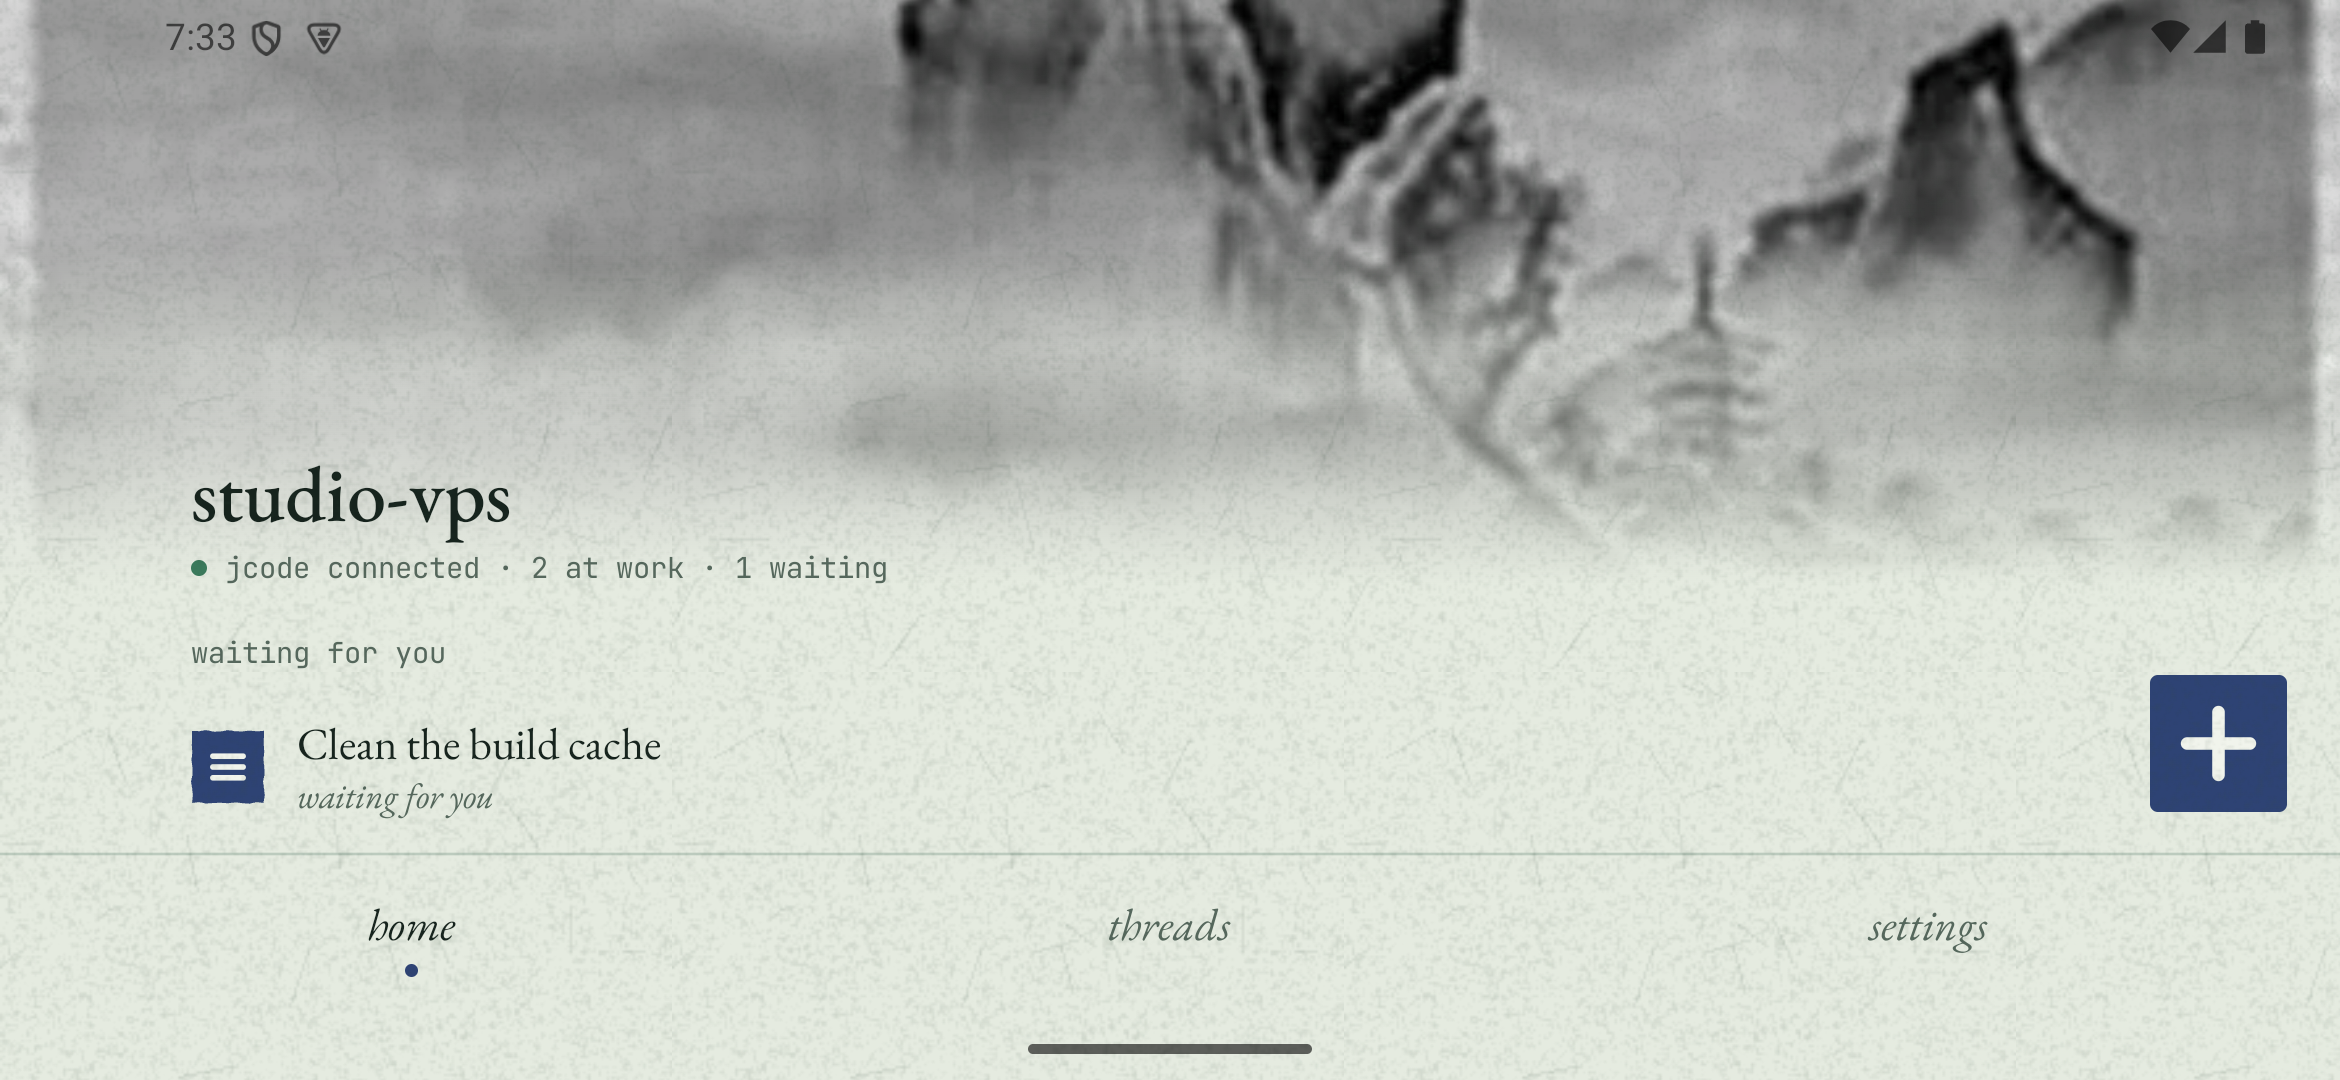 7:33
studio-vps
jcode connected · 2 at work · 1 waiting
waiting for you
Clean the build cache
waiting for you
home
threads
settings